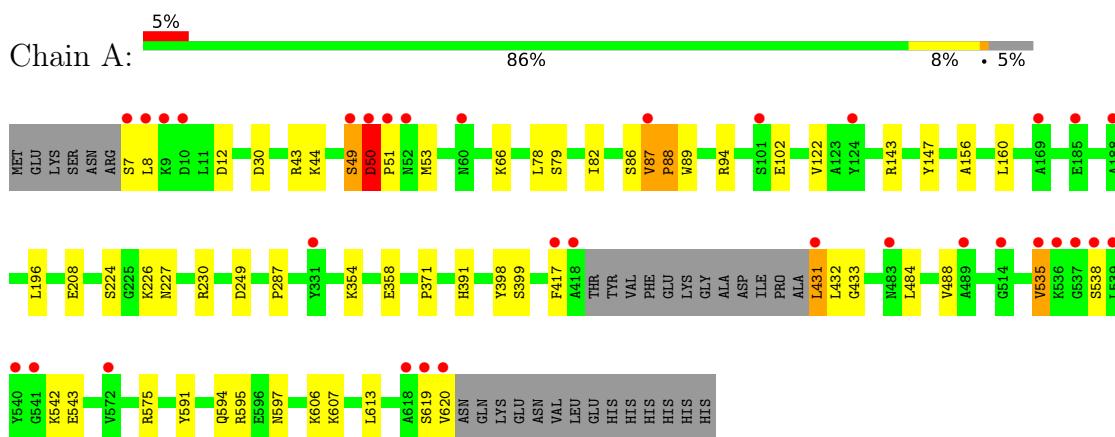 5%
Chain A:
86% 8% • 5%
MET GLU LYS SER ASN ARG S7 L8 K9 D10 L11 D12 D30 R43 K44 S49 D50 P51 N52 M53 N60 K66 L78 S79 I82 S86 V87 P88 W89 R94 S101 E102 V122 A123 Y124 R143 Y147 A156 L160 A169 E185 A188
L196 E208 S224 G225 K226 N227 R230 D249 P287 Y331 K354 E358 P371 H391 Y398 S399 F417 A418 THR TYR VAL PHE GLU LYS GLY ALA ASP ILE PRO ALA L431 L432 G433 N483 L484 V488 A489 G514 V535 K536 G537 S538 L539
Y540 G541 K542 E543 V572 R575 Y591 Q594 R595 E596 N597 K606 K607 L613 A618 S619 V620 ASN GLN LYS GLU ASN VAL LEU GLU HIS HIS HIS HIS HIS HIS